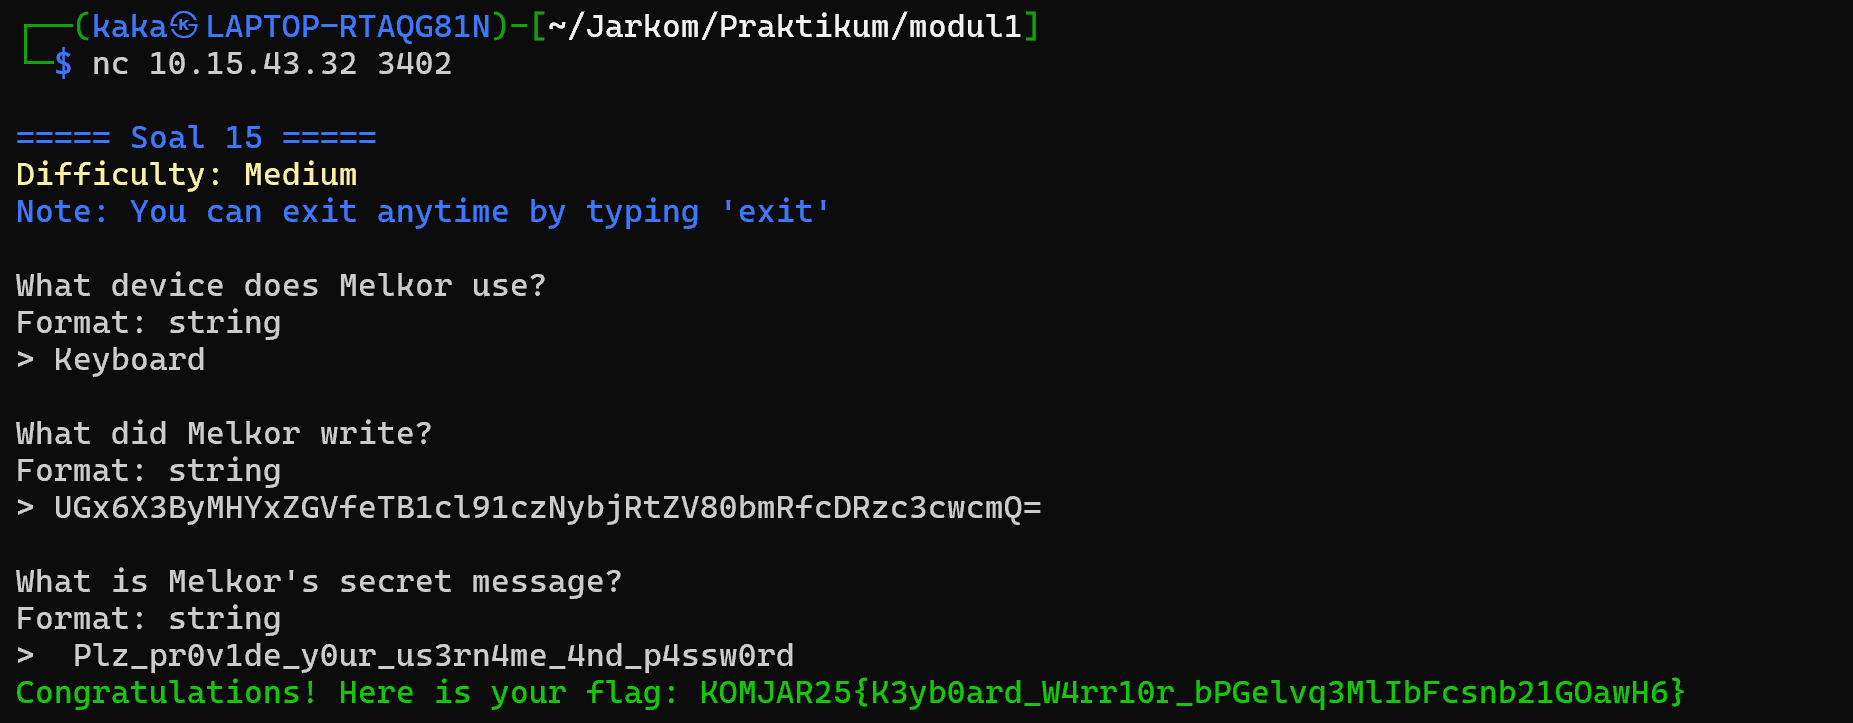 ┌──(kaka㉿LAPTOP-RTAQG81N)-[~/Jarkom/Praktikum/modul1]
└─$ nc 10.15.43.32 3402
===== Soal 15 =====
Difficulty: Medium
Note: You can exit anytime by typing 'exit'
What device does Melkor use?
Format: string
> Keyboard
What did Melkor write?
Format: string
> UGx6X3ByMHYxZGVfeTB1cl91czNybjRtZV80bmRfcDRzc3cwcmQ=
What is Melkor's secret message?
Format: string
>  Plz_pr0v1de_y0ur_us3rn4me_4nd_p4ssw0rd
Congratulations! Here is your flag: KOMJAR25{K3yb0ard_W4rr10r_bPGelvq3MlIbFcsnb21GOawH6}